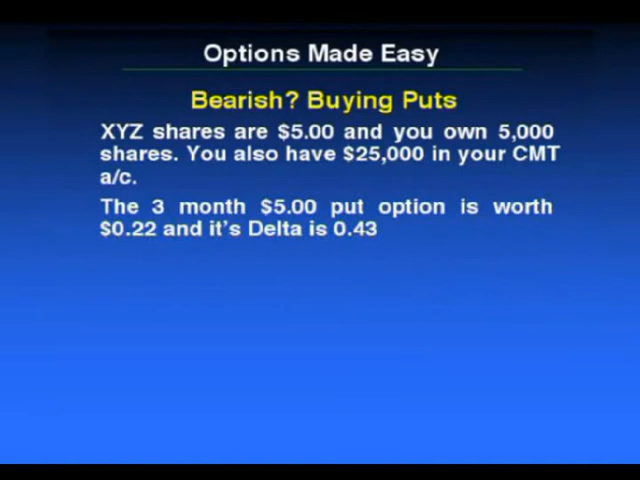 Options Made Easy
Bearish? Buying Puts
XYZ shares are $5.00 and you own 5,000
shares. You also have $25,000 in your CMT
a/c.
The 3 month $5.00 put option is worth
$0.22 and it's Delta is 0.43